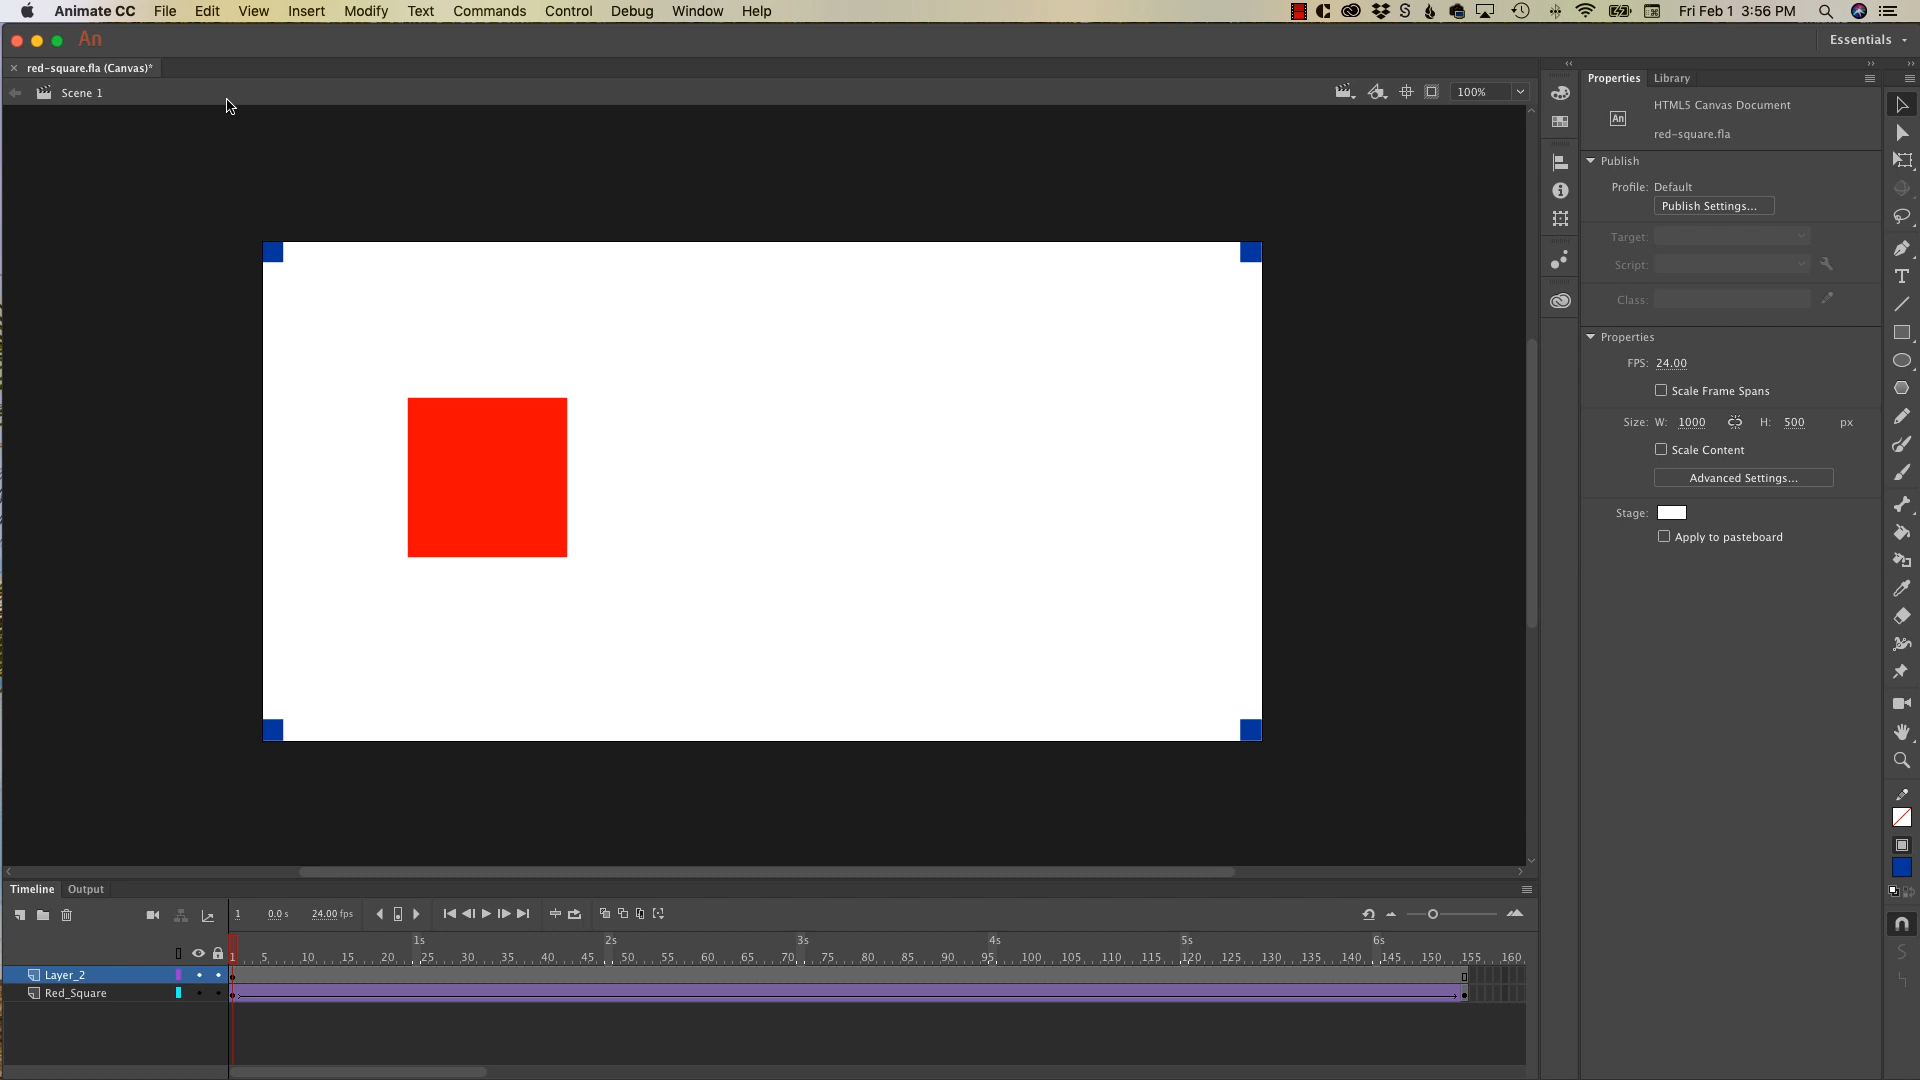 Animate CC File Edit View Insert Modify Text Commands Control Debug Window Help Fri Feb 1 3:56 PM
An Essentials
red-square.fla (Canvas)*
Scene 1 100%
Properties Library
HTML5 Canvas Document
An
red-square.fla
Publish
Profile: Default
Publish Settings...
Target:
Script:
Class:
Properties
FPS: 24.00
Scale Frame Spans
Size: W: 1000 H: 500 px
Scale Content
Advanced Settings...
Stage:
Apply to pasteboard
Timeline Output
1 0.0 s 24.00 fps
1s 2s 3s 4s 5s 6s
1 5 10 15 20 25 30 35 40 45 50 55 60 65 70 75 80 85 90 95 100 105 110 115 120 125 130 135 140 145 150 155 160
Layer_2
Red_Square